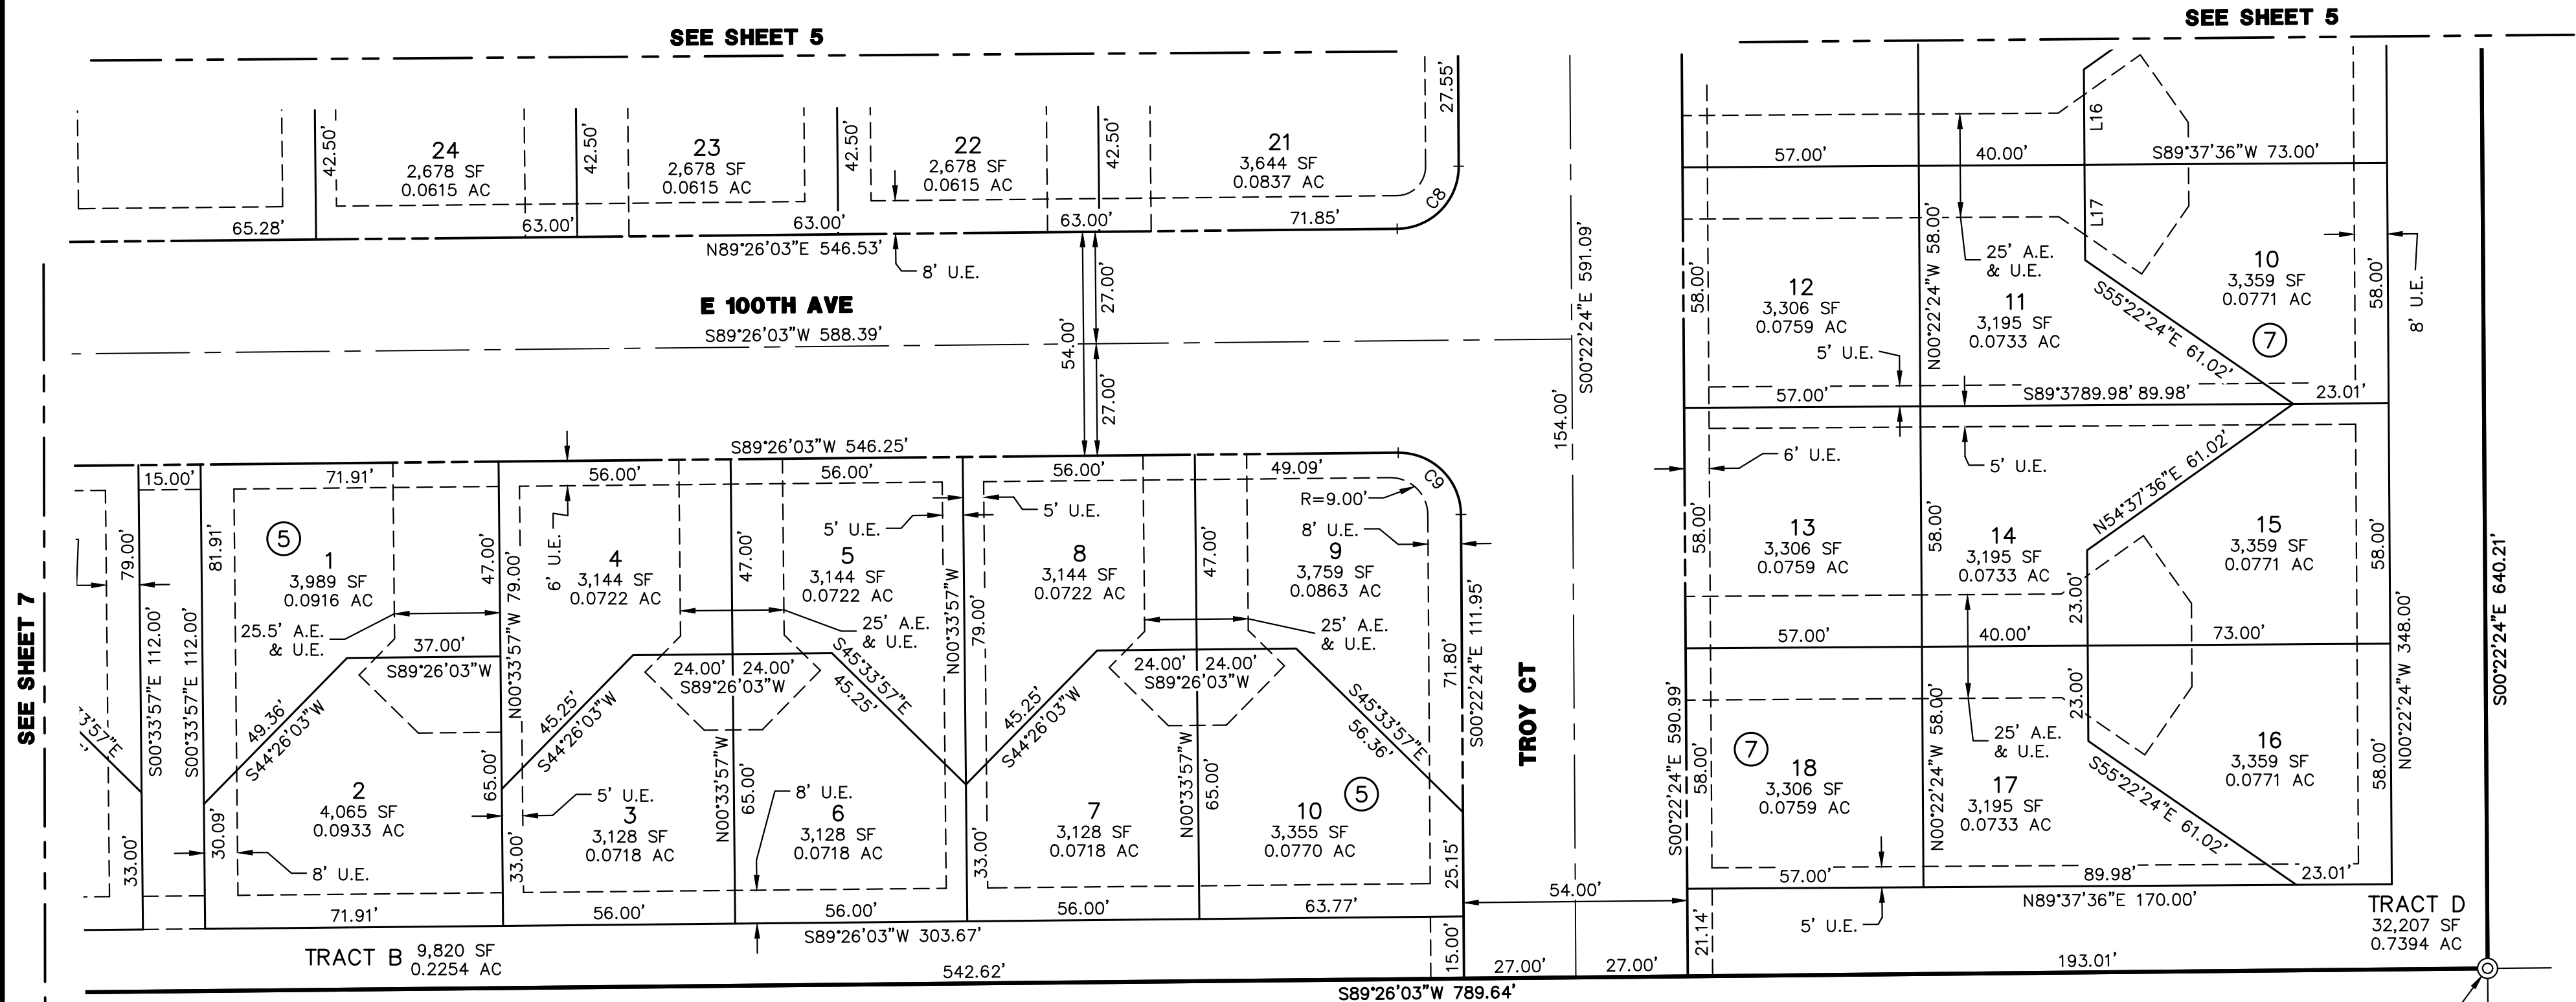 SEE SHEET 5
SEE SHEET 5
SEE SHEET 7
42.50'
42.50'
42.50'
42.50'
27.55'
24
2,678 SF
0.0615 AC
23
2,678 SF
0.0615 AC
22
2,678 SF
0.0615 AC
21
3,644 SF
0.0837 AC
C8
65.28'
63.00'
63.00'
63.00'
71.85'
N89°26'03"E 546.53'
8' U.E.
E 100TH AVE
S89°26'03"W 588.39'
27.00'
54.00'
27.00'
S89°26'03"W 546.25'
15.00'
71.91'
56.00'
56.00'
56.00'
49.09'
C9
R=9.00'
8' U.E.
79.00'
S00°33'57"E 112.00'
33.00'
3'57"E
81.91'
S00°33'57"E 112.00'
30.09'
5
1
3,989 SF
0.0916 AC
25.5' A.E.
& U.E.
37.00'
S89°26'03"W
49.36'
S44°26'03"W
2
4,065 SF
0.0933 AC
8' U.E.
71.91'
47.00'
N00°33'57"W 79.00'
65.00'
33.00'
6' U.E.
4
3,144 SF
0.0722 AC
47.00'
5' U.E.
5
3,144 SF
0.0722 AC
25' A.E.
& U.E.
24.00'
24.00'
S89°26'03"W
45.25'
S44°26'03"W
S45°33'57"E
45.25'
5' U.E.
3
3,128 SF
0.0718 AC
N00°33'57"W
65.00'
8' U.E.
6
3,128 SF
0.0718 AC
56.00'
56.00'
N00°33'57"W
79.00'
33.00'
5' U.E.
8
3,144 SF
0.0722 AC
47.00'
9
3,759 SF
0.0863 AC
25' A.E.
& U.E.
24.00'
24.00'
S89°26'03"W
45.25'
S44°26'03"W
S45°33'57"E
56.36'
7
3,128 SF
0.0718 AC
N00°33'57"W
65.00'
10
3,355 SF
0.0770 AC
5
56.00'
63.77'
71.80'
S00°22'24"E 111.95'
25.15'
15.00'
S89°26'03"W 303.67'
TRACT B
9,820 SF
0.2254 AC
542.62'
S89°26'03"W 789.64'
S00°22'24"E 591.09'
154.00'
TROY CT
54.00'
27.00'
27.00'
S00°22'24"E 590.99'
21.14'
193.01'
57.00'
40.00'
S89°37'36"W 73.00'
L16
L17
58.00'
12
3,306 SF
0.0759 AC
N00°22'24"W 58.00'
25' A.E.
& U.E.
11
3,195 SF
0.0733 AC
10
3,359 SF
0.0771 AC
S55°22'24"E 61.02'
7
58.00'
8' U.E.
5' U.E.
57.00'
S89°3789.98' 89.98'
23.01'
6' U.E.
5' U.E.
58.00'
13
3,306 SF
0.0759 AC
58.00'
14
3,195 SF
0.0733 AC
N54°37'36"E 61.02'
15
3,359 SF
0.0771 AC
58.00'
23.00'
57.00'
40.00'
73.00'
23.00'
7
18
3,306 SF
0.0759 AC
58.00'
N00°22'24"W 58.00'
25' A.E.
& U.E.
17
3,195 SF
0.0733 AC
S55°22'24"E 61.02'
16
3,359 SF
0.0771 AC
58.00'
N00°22'24"W 348.00'
57.00'
89.98'
23.01'
5' U.E.
N89°37'36"E 170.00'
TRACT D
32,207 SF
0.7394 AC
S00°22'24"E 640.21'